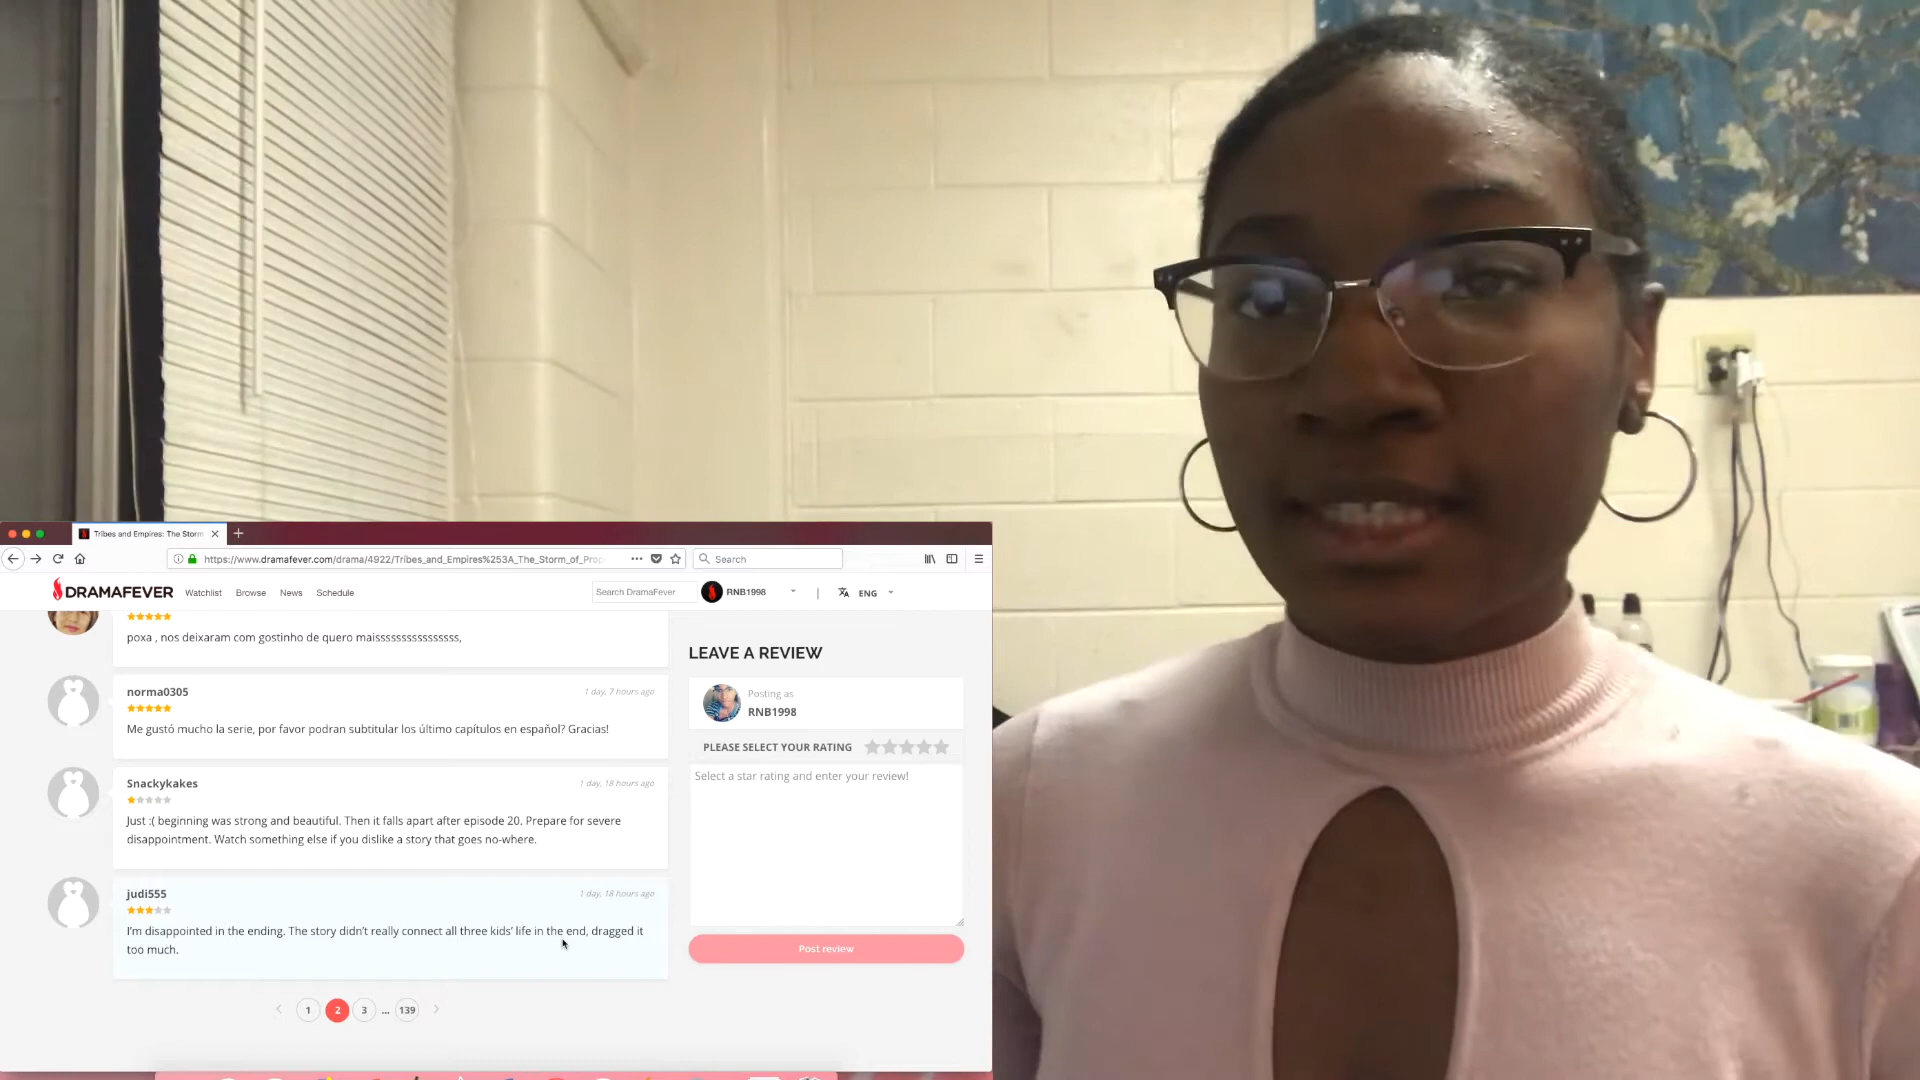 Tribes and Empires: The Storm
https://www.dramafever.com/drama/4922/Tribes_and_Empires%253A_The_Storm_of_Prop
Search
DRAMAFEVER
Watchlist
Browse
News
Schedule
Search DramaFever
RNB1998
ENG
poxa , nos deixaram com gostinho de quero maisssssssssssssssss,
norma0305
1 day, 7 hours ago
Me gustó mucho la serie, por favor podran subtitular los último capítulos en español? Gracias!
Snackykakes
1 day, 18 hours ago
Just :( beginning was strong and beautiful. Then it falls apart after episode 20. Prepare for severe
disappointment. Watch something else if you dislike a story that goes no-where.
judi555
1 day, 18 hours ago
I'm disappointed in the ending. The story didn't really connect all three kids' life in the end, dragged it
too much.
1 2 3 ... 139
LEAVE A REVIEW
Posting as
RNB1998
PLEASE SELECT YOUR RATING
Select a star rating and enter your review!
Post review